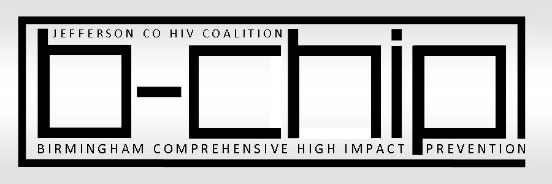 JEFFERSON CO HIV COALITION
b-chip
BIRMINGHAM COMPREHENSIVE HIGH IMPACT PREVENTION